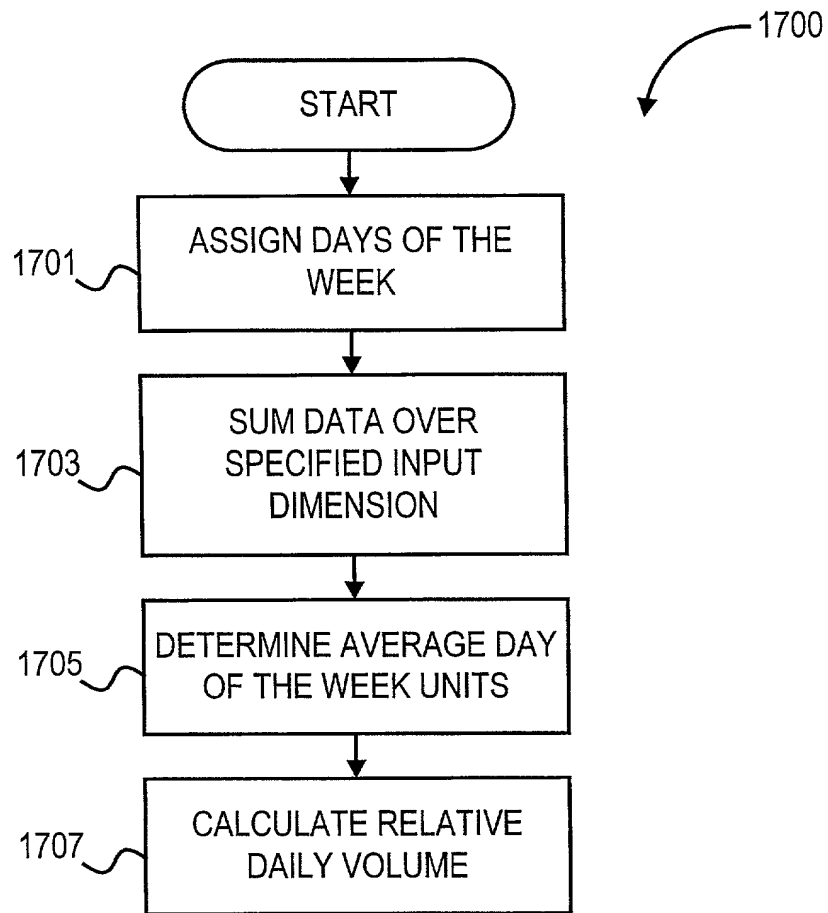 1700
START
1701
ASSIGN DAYS OF THE
WEEK
1703
SUM DATA OVER
SPECIFIED INPUT
DIMENSION
1705
DETERMINE AVERAGE DAY
OF THE WEEK UNITS
1707
CALCULATE RELATIVE
DAILY VOLUME